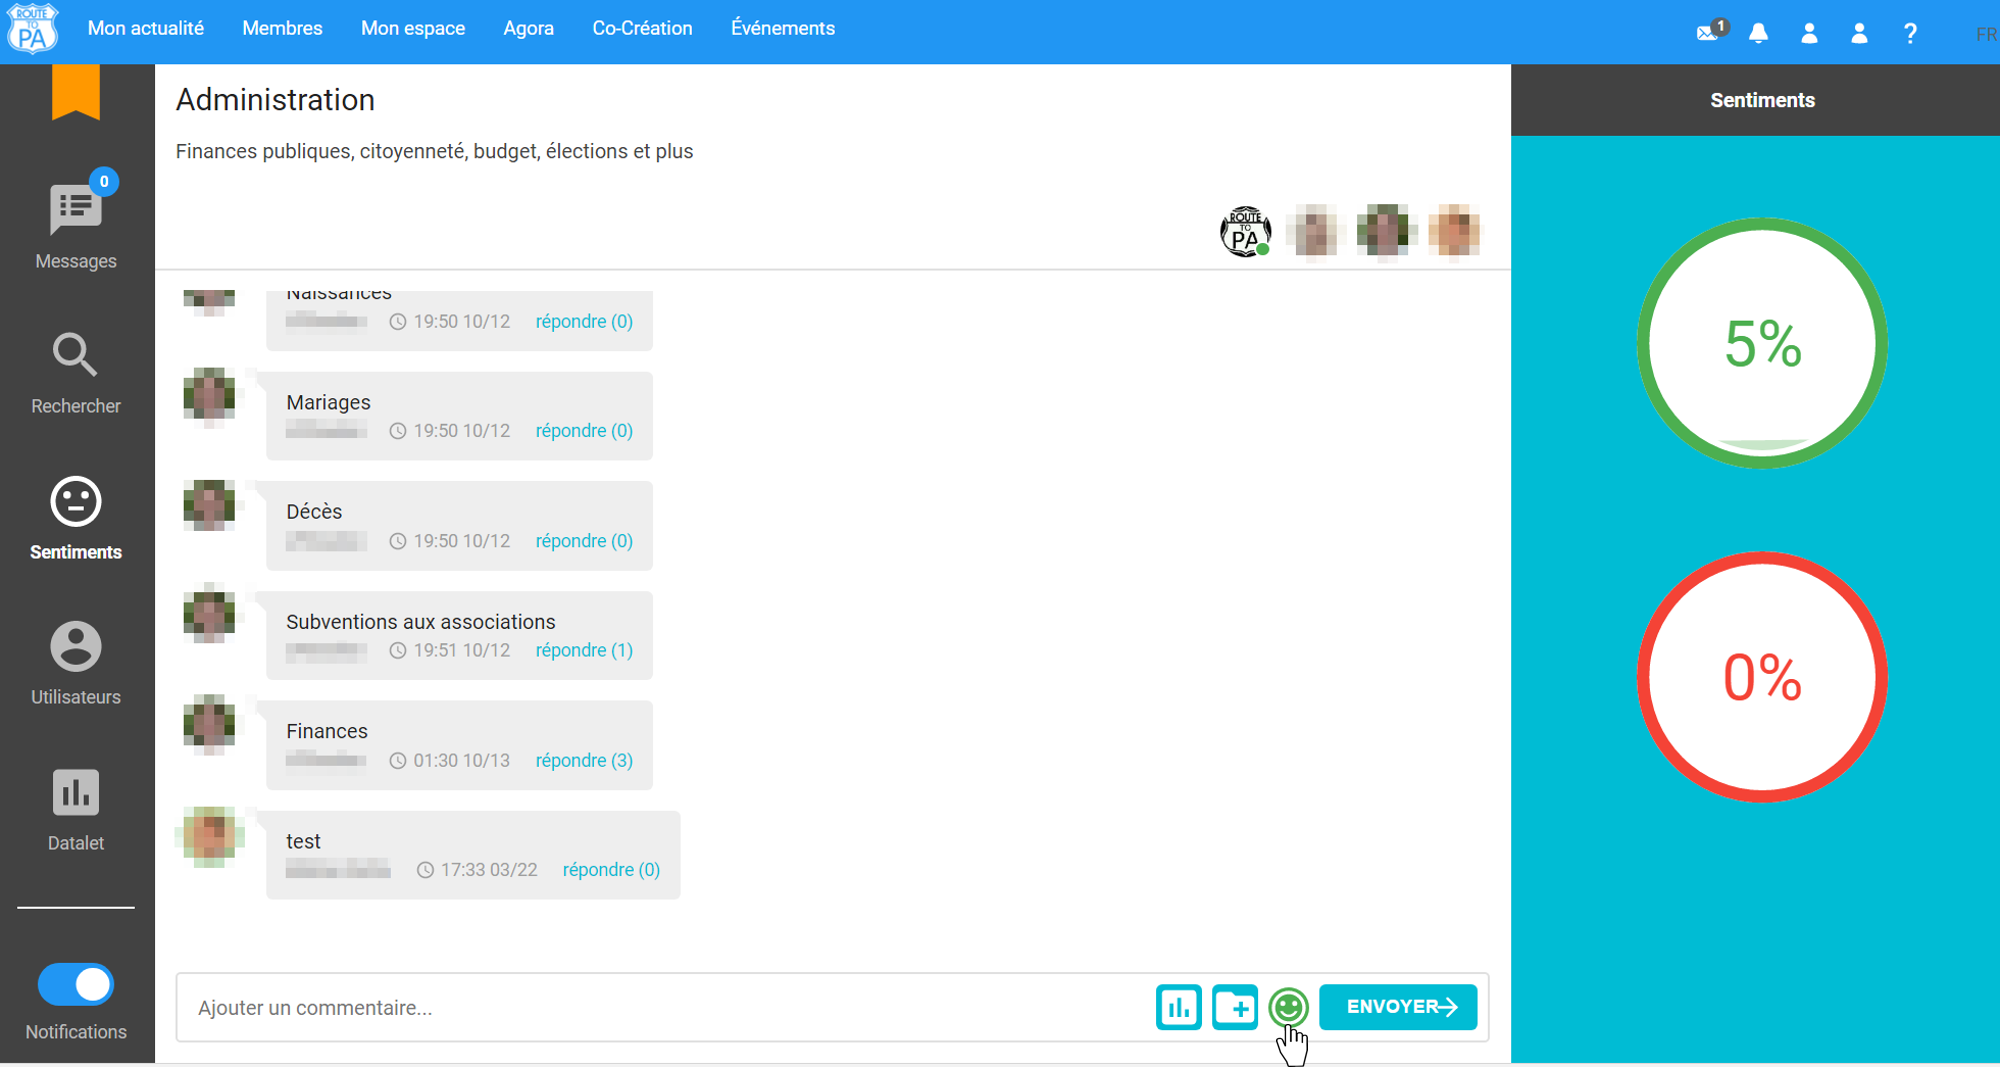 ROUTE TO PA
Mon actualité
Membres
Mon espace
Agora
Co-Création
Événements
1
?
FR
Administration
Finances publiques, citoyenneté, budget, élections et plus
ROUTE TO PA
0
Messages
Rechercher
Sentiments
Utilisateurs
Datalet
Notifications
Naissances
19:50 10/12 répondre (0)
Mariages
19:50 10/12 répondre (0)
Décès
19:50 10/12 répondre (0)
Subventions aux associations
19:51 10/12 répondre (1)
Finances
01:30 10/13 répondre (3)
test
17:33 03/22 répondre (0)
Ajouter un commentaire...
ENVOYER
Sentiments
5%
0%